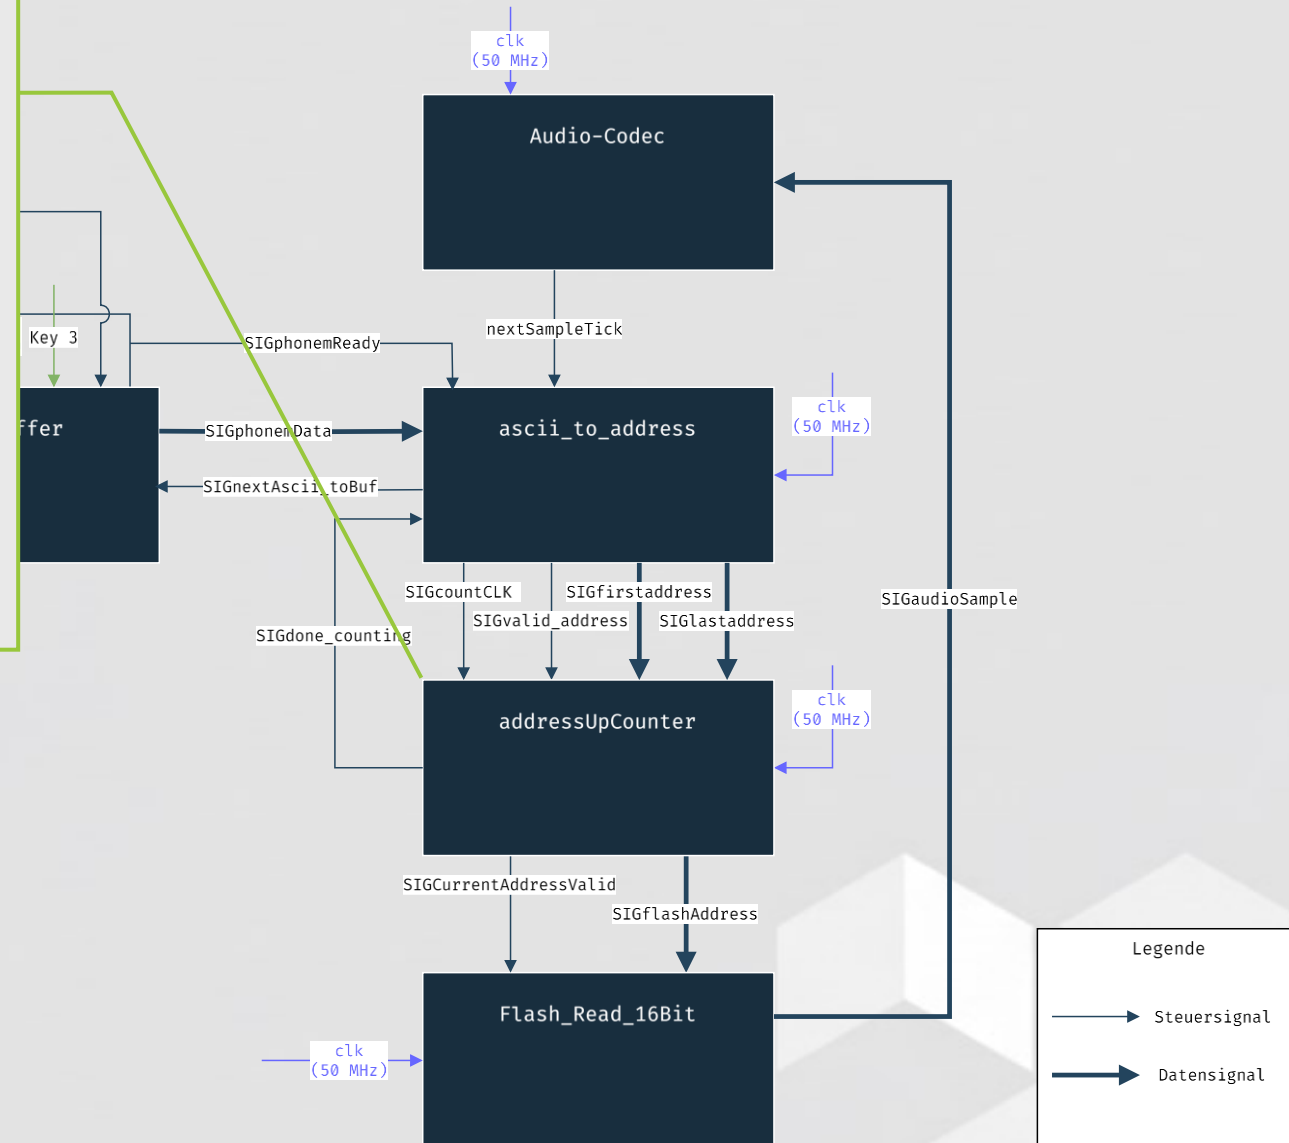 clk
(50 MHz)
Audio-Codec
nextSampleTick
Key 3
SIGphonemReady
clk
(50 MHz)
ffer
SIGphonemData
ascii_to_address
SIGnextAscii_toBuf
SIGcountCLK
SIGfirstaddress
SIGvalid_address
SIGlastaddress
SIGaudioSample
SIGdone_counting
clk
(50 MHz)
addressUpCounter
SIGCurrentAddressValid
SIGflashAddress
Legende
Flash_Read_16Bit
Steuersignal
clk
(50 MHz)
Datensignal